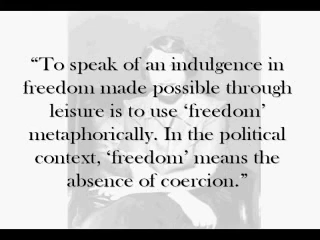 “To speak of an indulgence in
freedom made possible through
leisure is to use ‘freedom’
metaphorically. In the political
context, ‘freedom’ means the
absence of coercion.”